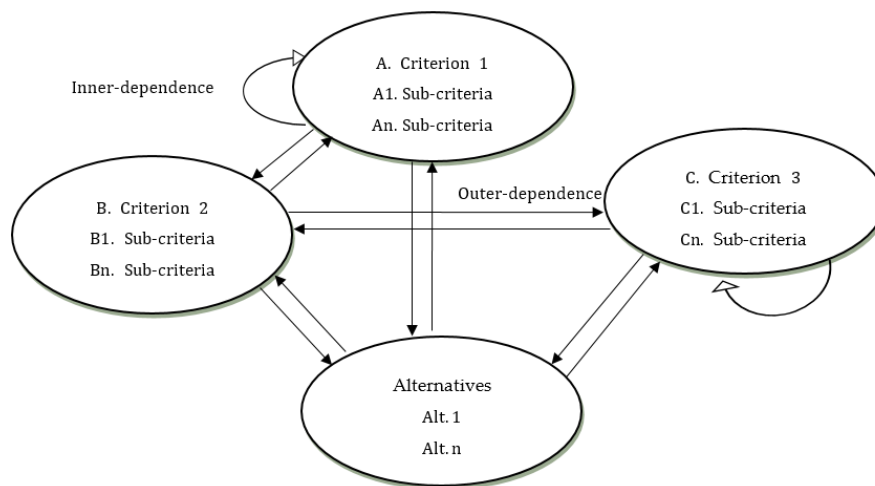 A. Criterion 1
A1. Sub-criteria
An. Sub-criteria
Inner-dependence
B. Criterion 2
B1. Sub-criteria
Bn. Sub-criteria
Outer-dependence
C. Criterion 3
C1. Sub-criteria
Cn. Sub-criteria
Alternatives
Alt. 1
Alt. n